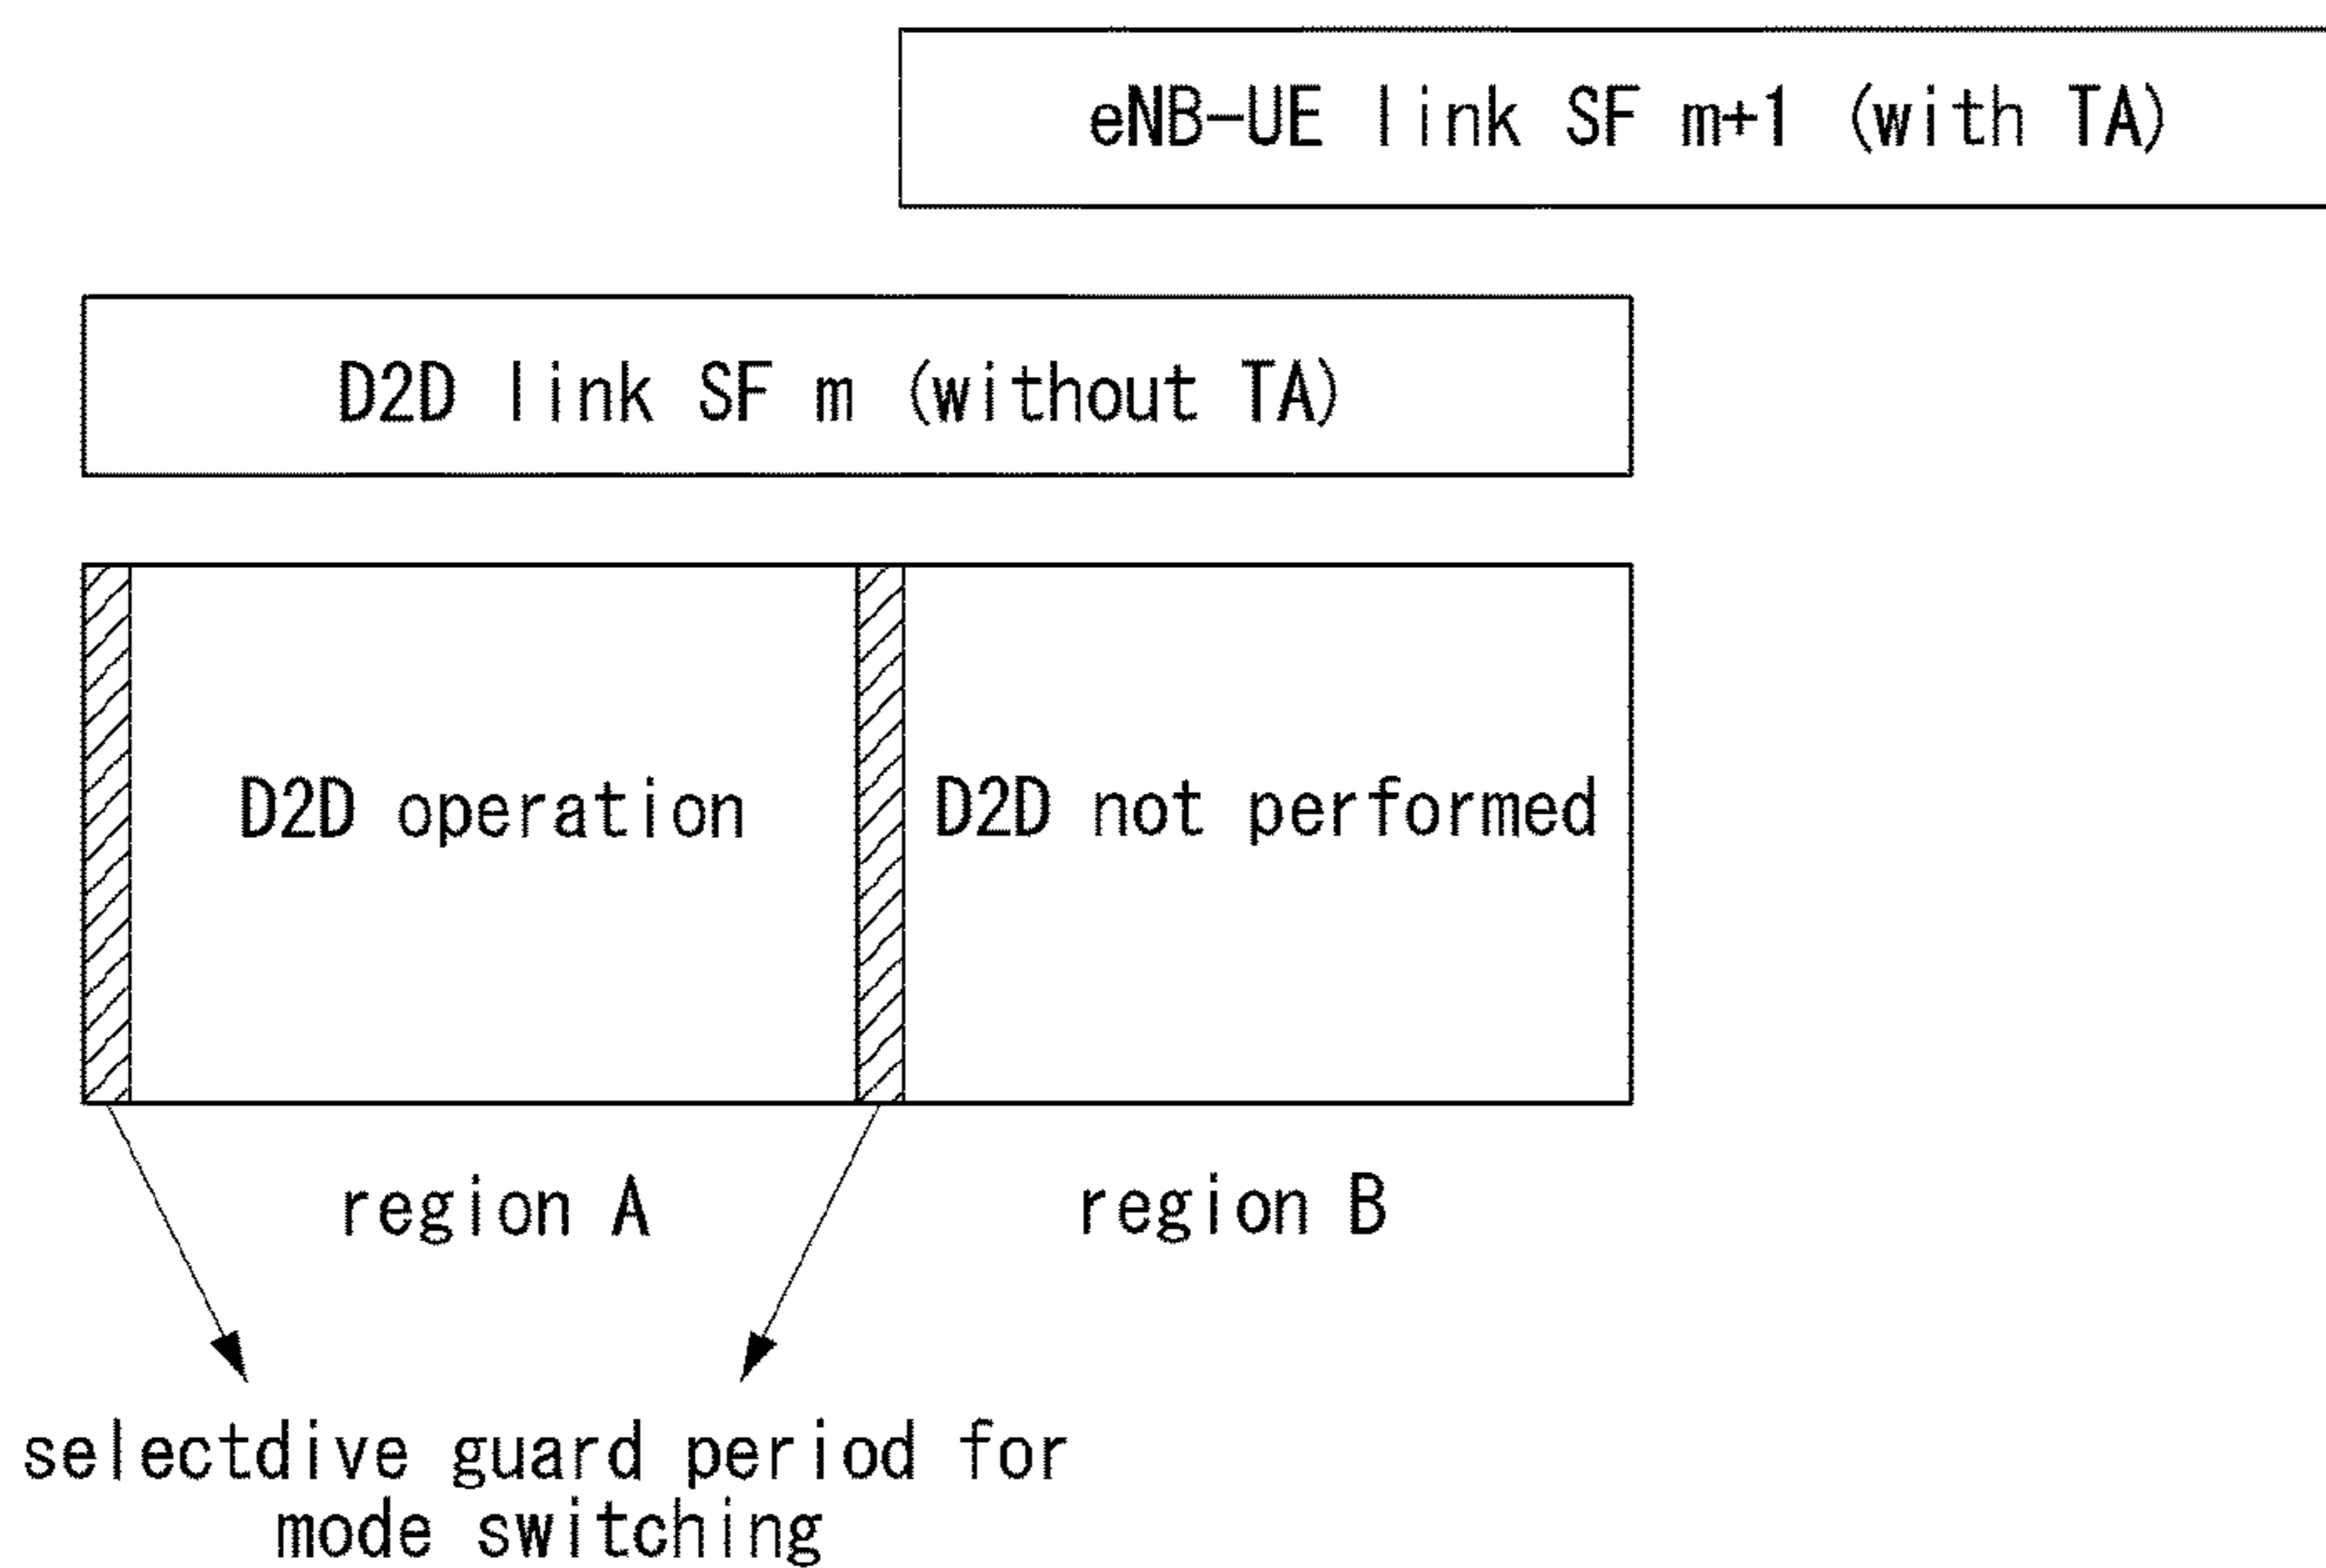 eNB-UE link SF m+1 (with TA)
D2D link SF m (without TA)
D2D operation
D2D not performed
region A
region B
selectdive guard period for
mode switching